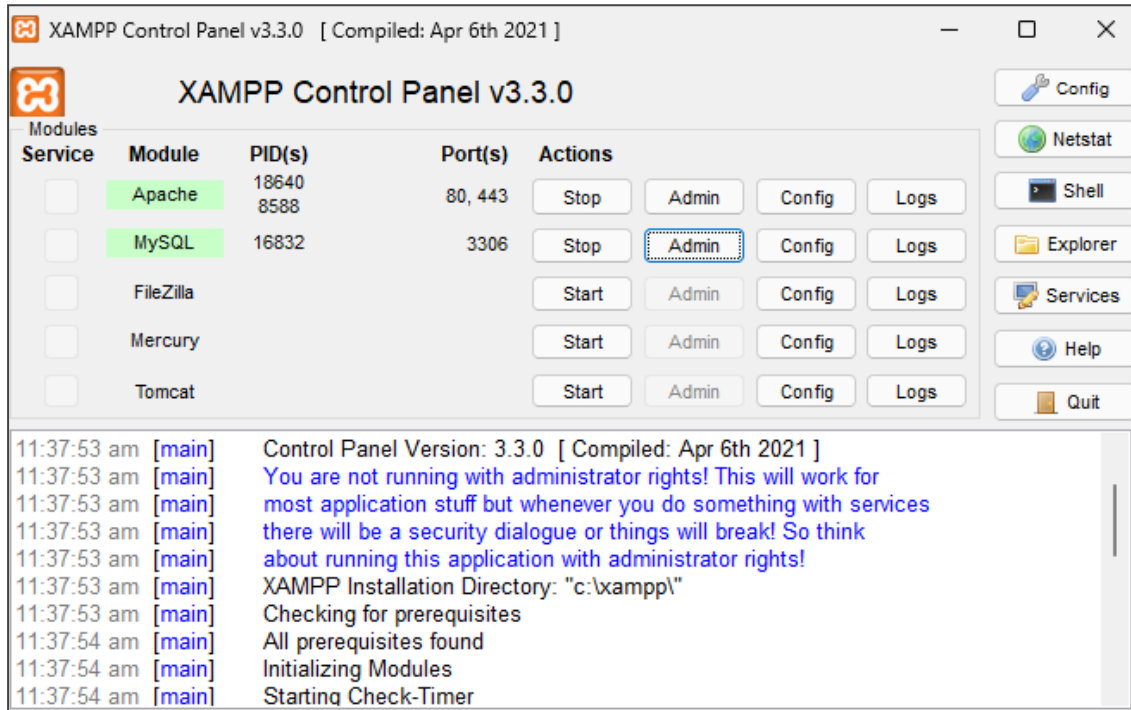 XAMPP Control Panel v3.3.0 [ Compiled: Apr 6th 2021 ]
XAMPP Control Panel v3.3.0
Config
Modules
Netstat
Service Module PID(s) Port(s) Actions
Apache 18640 8588 80, 443 Stop Admin Config Logs
Shell
MySQL 16832 3306 Stop Admin Config Logs
Explorer
FileZilla Start Admin Config Logs
Services
Mercury Start Admin Config Logs
Help
Tomcat Start Admin Config Logs
Quit
11:37:53 am [main] Control Panel Version: 3.3.0 [ Compiled: Apr 6th 2021 ]
11:37:53 am [main] You are not running with administrator rights! This will work for
11:37:53 am [main] most application stuff but whenever you do something with services
11:37:53 am [main] there will be a security dialogue or things will break! So think
11:37:53 am [main] about running this application with administrator rights!
11:37:53 am [main] XAMPP Installation Directory: "c:\xampp\"
11:37:53 am [main] Checking for prerequisites
11:37:54 am [main] All prerequisites found
11:37:54 am [main] Initializing Modules
11:37:54 am [main] Starting Check-Timer